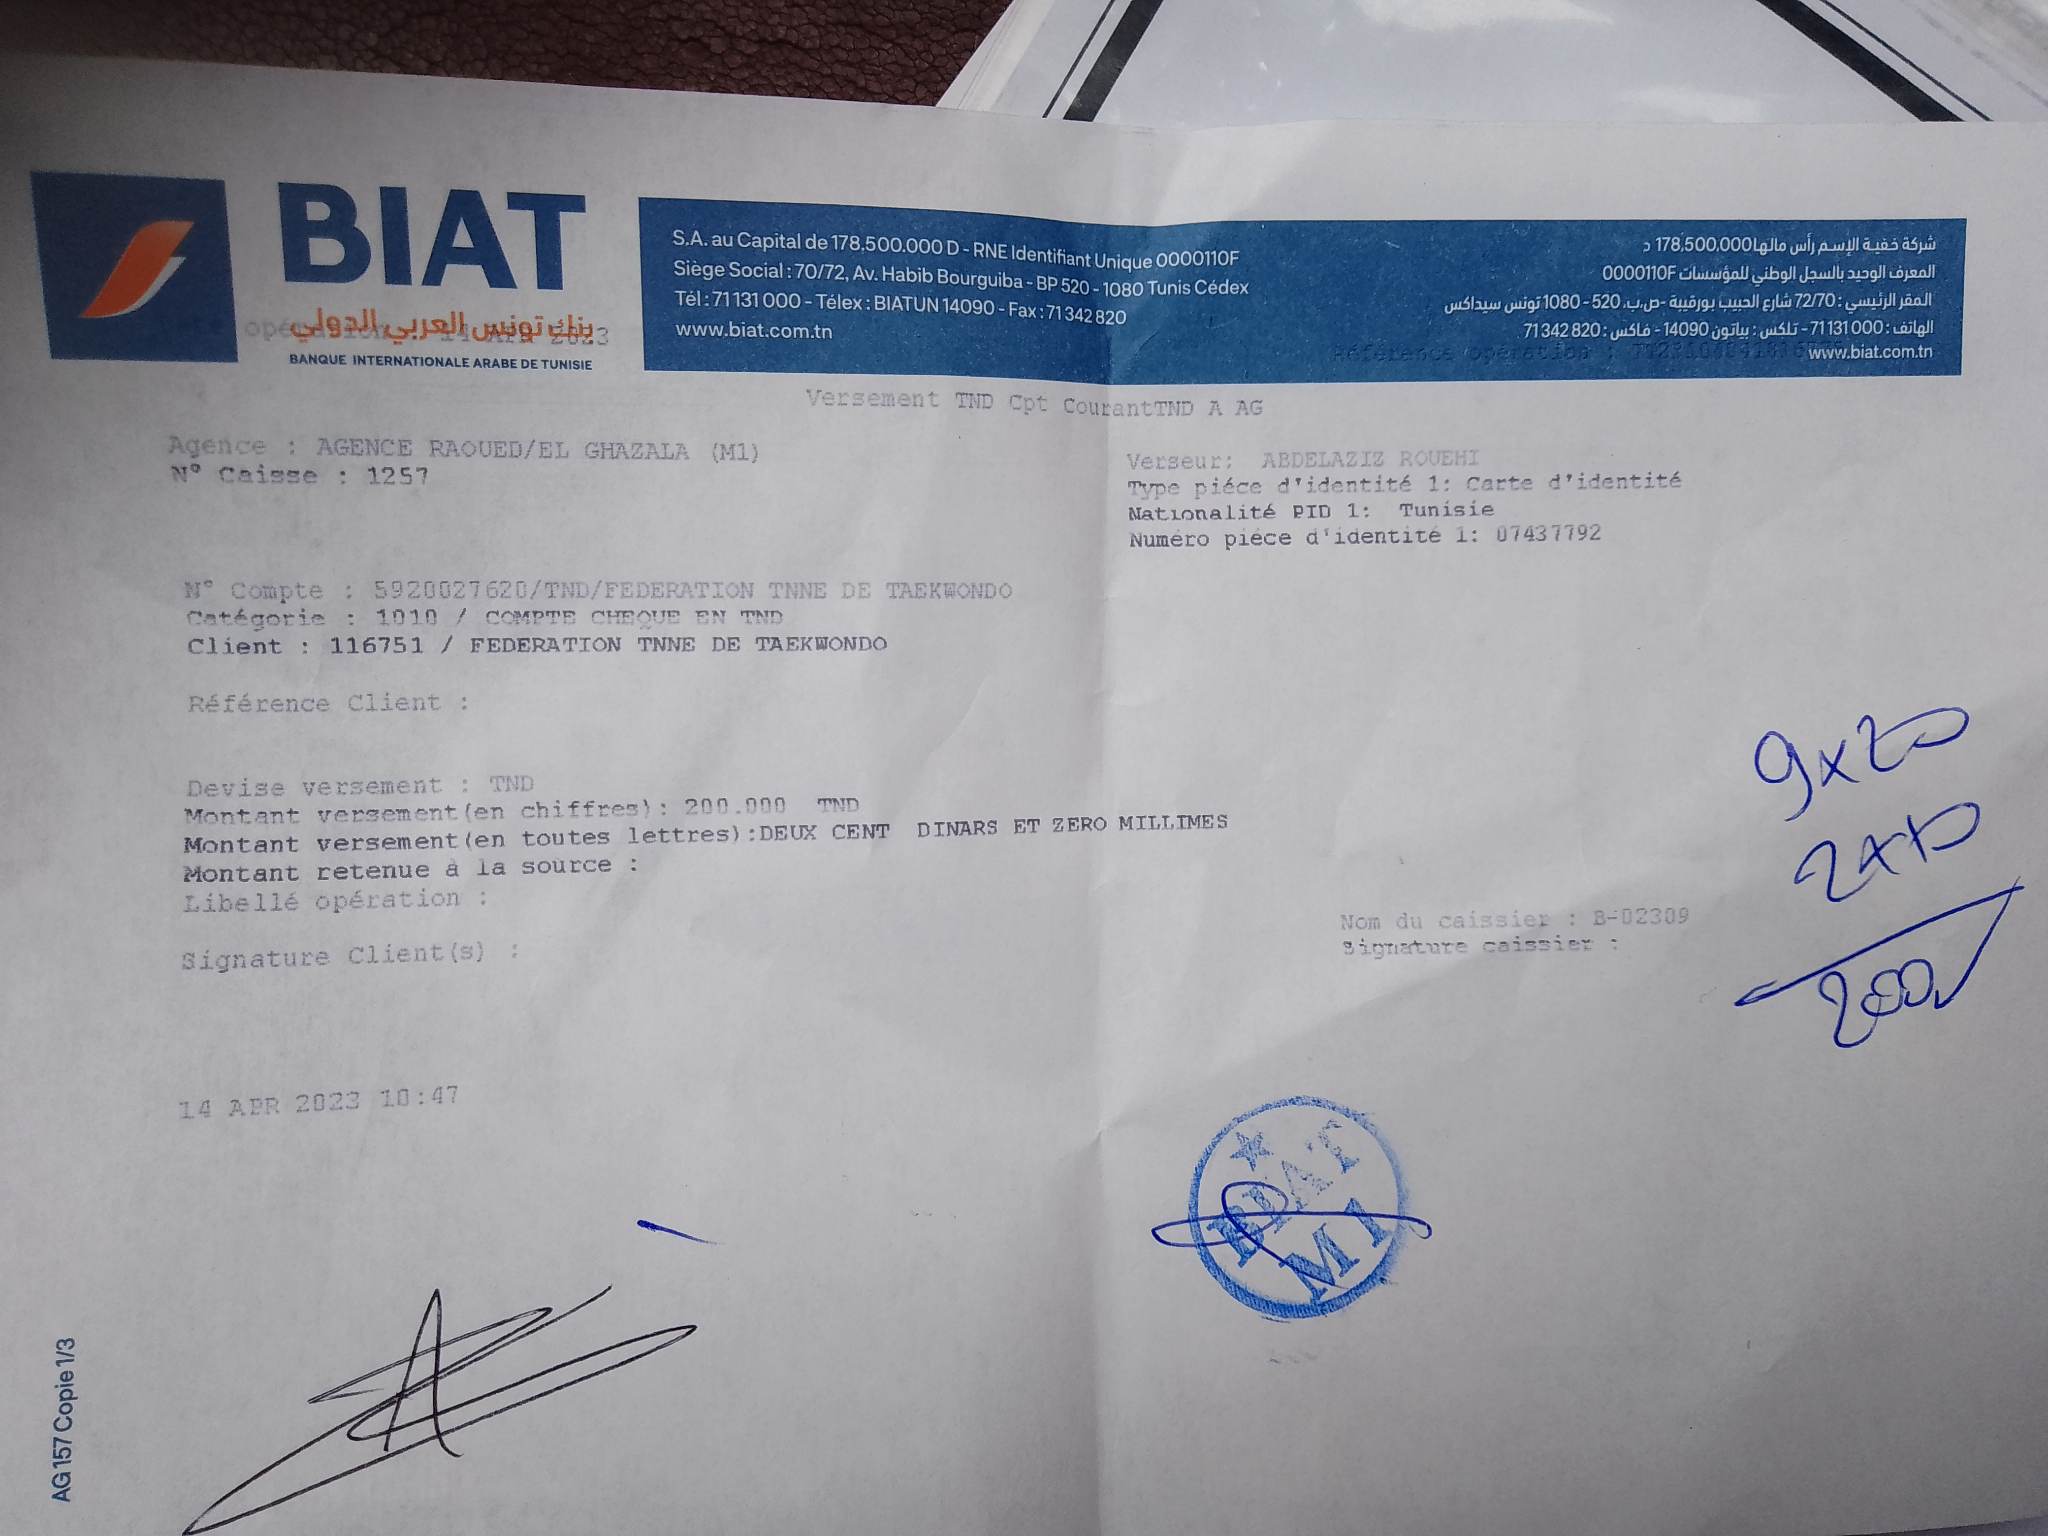 BIAT
بنك تونس العربي الدولي
BANQUE INTERNATIONALE ARABE DE TUNISIE
opération : 14 APR 2023
S.A. au Capital de 178.500.000 D - RNE Identifiant Unique 0000110F
Siège Social : 70/72, Av. Habib Bourguiba - BP 520 - 1080 Tunis Cédex
Tél : 71 131 000 - Télex : BIATUN 14090 - Fax : 71 342 820
www.biat.com.tn
شركة خفية الإسم رأس مالها 178,500,000 د
المعرف الوحيد بالسجل الوطني للمؤسسات 0000110F
المقر الرئيسي : 72/70 شارع الحبيب بورقيبة -ص.ب. 520 - 1080 تونس سيداكس
الهاتف : 71 131 000 - تلكس : بياتون 14090 - فاكس : 71 342 820
www.biat.com.tn
Référence opération :
Versement TND Cpt CourantTND A AG
Agence : AGENCE RAOUED/EL GHAZALA (M1)
N° Caisse : 1257
Verseur: ABDELAZIZ ROUEHI
Type piéce d'identité 1: Carte d'identité
Nationalité PID 1: Tunisie
Numéro piéce d'identité 1: 07437792
N° Compte : 5920027620/TND/FEDERATION TNNE DE TAEKWONDO
Catégorie : 1010 / COMPTE CHEQUE EN TND
Client : 116751 / FEDERATION TNNE DE TAEKWONDO
Référence Client :
Devise versement : TND
Montant versement(en chiffres): 200.000 TND
Montant versement(en toutes lettres):DEUX CENT DINARS ET ZERO MILLIMES
Montant retenue à la source :
Libellé opération :
Signature Client(s) :
Nom du caissier : B-02309
Signature caissier :
9x20
2x10
200
14 APR 2023 10:47
BIAT
M1
AG 157 Copie 1/3